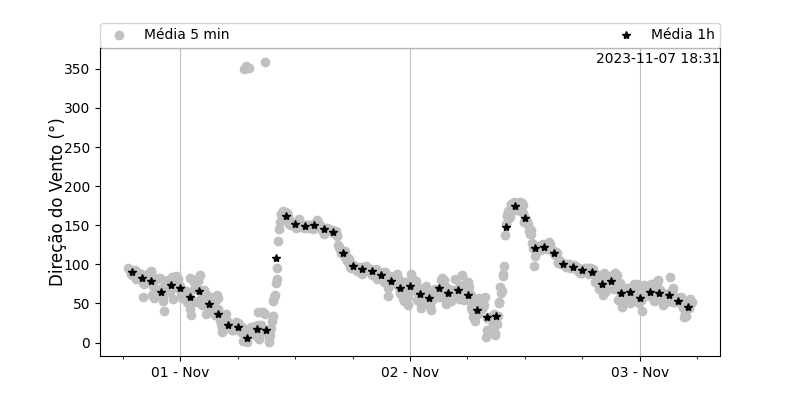 Média 5 min
Média 1h
2023-11-07 18:31
Direção do Vento (°)
350
300
250
200
150
100
50
0
01 - Nov
02 - Nov
03 - Nov